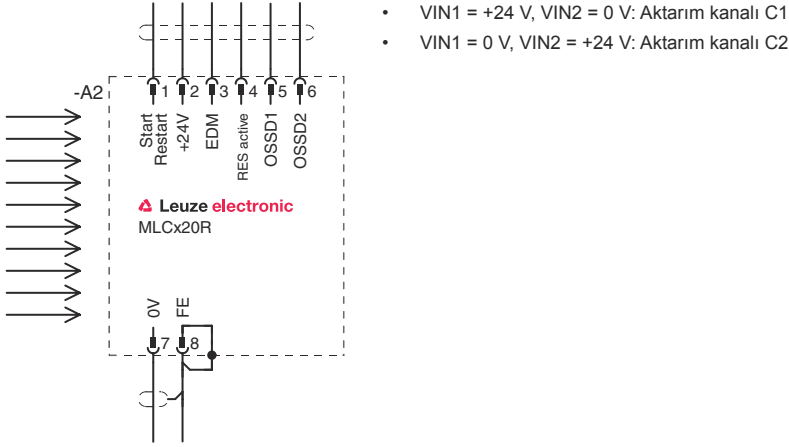 • VIN1 = +24 V, VIN2 = 0 V: Aktarım kanalı C1
• VIN1 = 0 V, VIN2 = +24 V: Aktarım kanalı C2
-A2
1 2 3 4 5 6
Start
Restart
+24V
EDM
RES active
OSSD1
OSSD2
Leuze electronic
MLCx20R
0V
FE
7 8